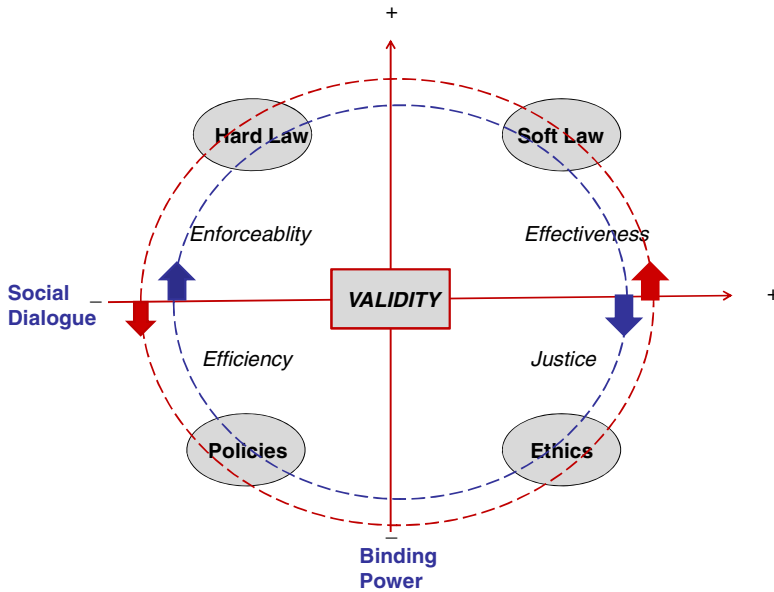 +
Hard Law
Soft Law
Enforceablity
Effectiveness
Social
Dialogue
–
VALIDITY
+
Efficiency
Justice
Policies
Ethics
–
Binding
Power